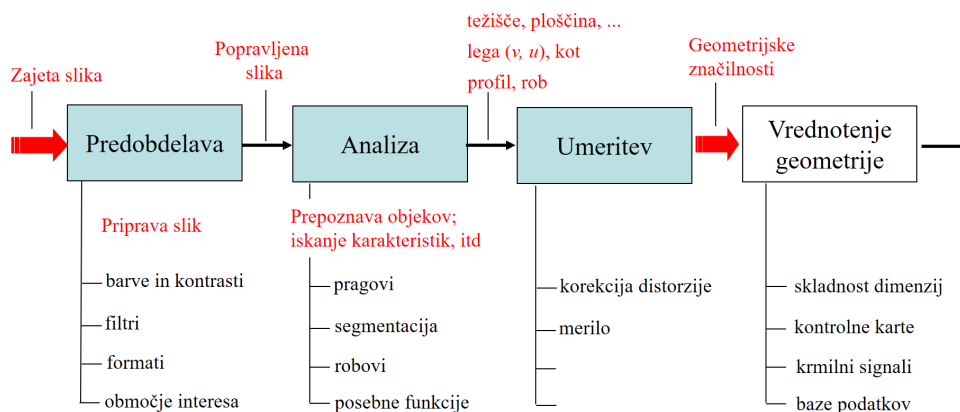 težišče, ploščina, ...
lega (v, u), kot
profil, rob
Zajeta slika
Popravljena
slika
Geometrijske
značilnosti
Predobdelava
Analiza
Umeritev
Vrednotenje
geometrije
Priprava slik
barve in kontrasti
filtri
formati
območje interesa
Prepoznava objekov;
iskanje karakteristik, itd
pragovi
segmentacija
robovi
posebne funkcije
korekcija distorzije
merilo
skladnost dimenzij
kontrolne karte
krmilni signali
baze podatkov